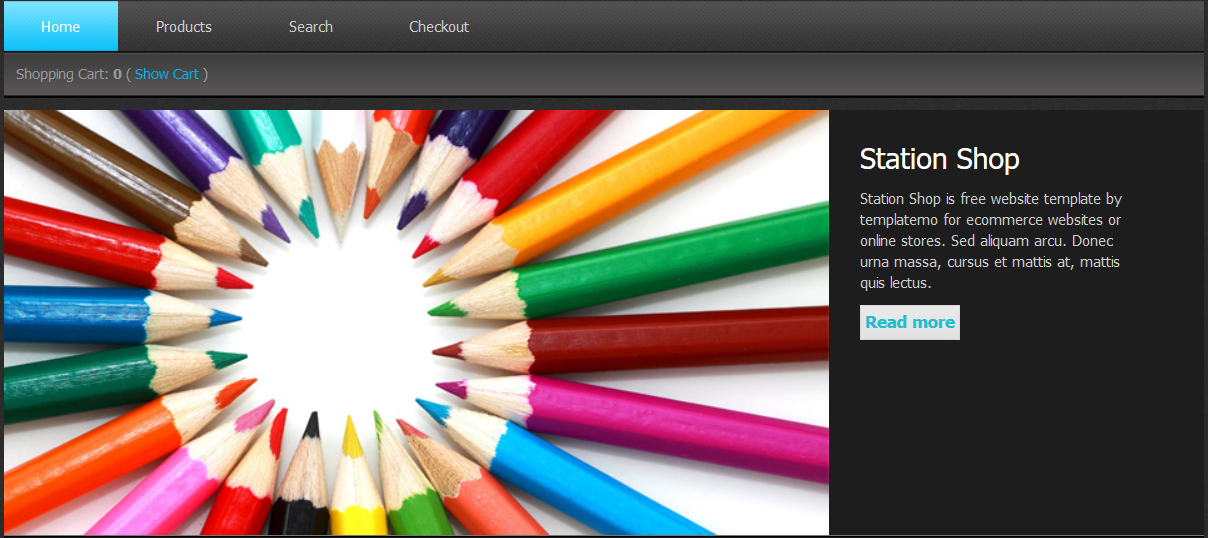 Home Products Search Checkout
Shopping Cart: 0 ( Show Cart )
Station Shop
Station Shop is free website template by
templatemo for ecommerce websites or
online stores. Sed aliquam arcu. Donec
urna massa, cursus et mattis at, mattis
quis lectus.
Read more